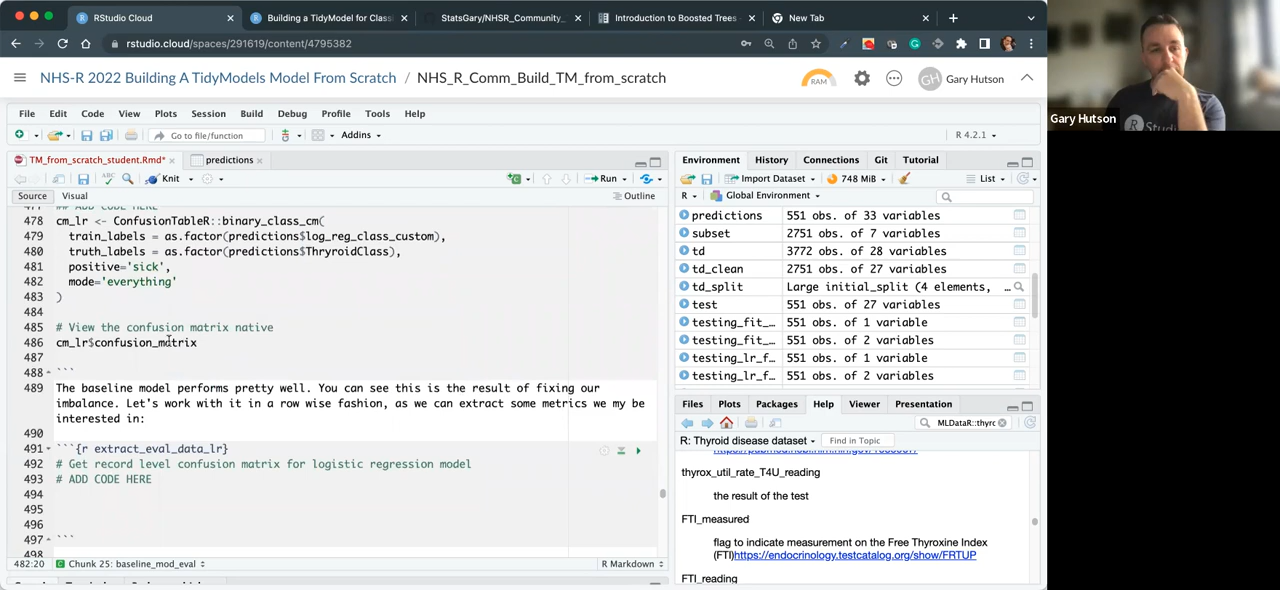 RStudio Cloud
Building a TidyModel for Class
StatsGary/NHSR_Community_
Introduction to Boosted Trees
New Tab
rstudio.cloud/spaces/291619/content/4795382
NHS-R 2022 Building A TidyModels Model From Scratch / NHS_R_Comm_Build_TM_from_scratch
RAM
GH Gary Hutson
File Edit Code View Plots Session Build Debug Profile Tools Help
Go to file/function
Addins
R 4.2.1
TM_from_scratch_student.Rmd*
predictions
Knit
Run
Source Visual
Outline
477 ## ADD CODE HERE
478 cm_lr <- ConfusionTableR::binary_class_cm(
479 train_labels = as.factor(predictions$log_reg_class_custom),
480 truth_labels = as.factor(predictions$ThryroidClass),
481 positive='sick',
482 mode='everything'
483 )
484
485 # View the confusion matrix native
486 cm_lr$confusion_matrix
487
488 ```
489 The baseline model performs pretty well. You can see this is the result of fixing our
imbalance. Let's work with it in a row wise fashion, as we can extract some metrics we my be
interested in:
490
491 ```{r extract_eval_data_lr}
492 # Get record level confusion matrix for logistic regression model
493 # ADD CODE HERE
494
495
496
497 ```
498
482:20 Chunk 25: baseline_mod_eval
R Markdown
Environment History Connections Git Tutorial
Import Dataset 748 MiB List
R Global Environment
predictions 551 obs. of 33 variables
subset 2751 obs. of 7 variables
td 3772 obs. of 28 variables
td_clean 2751 obs. of 27 variables
td_split Large initial_split (4 elements, …
test 551 obs. of 27 variables
testing_fit_… 551 obs. of 1 variable
testing_fit_… 551 obs. of 2 variables
testing_lr_f… 551 obs. of 1 variable
testing_lr_f… 551 obs. of 2 variables
Files Plots Packages Help Viewer Presentation
MLDataR::thyrc
R: Thyroid disease dataset
Find in Topic
thyrox_util_rate_T4U_reading
the result of the test
FTI_measured
flag to indicate measurement on the Free Thyroxine Index
(FTI)https://endocrinology.testcatalog.org/show/FRTUP
FTI_reading
Gary Hutson